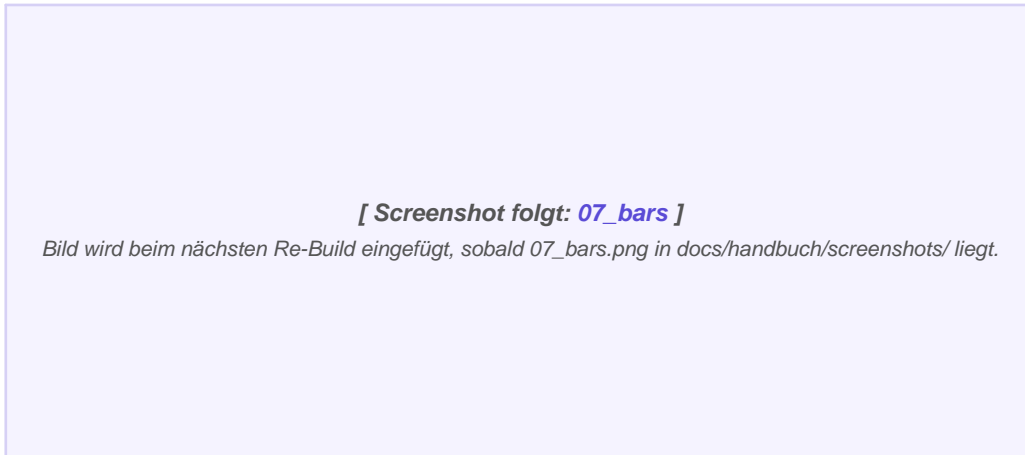 [ Screenshot folgt: 07_bars ]
Bild wird beim nächsten Re-Build eingefügt, sobald 07_bars.png in docs/handbuch/screenshots/ liegt.